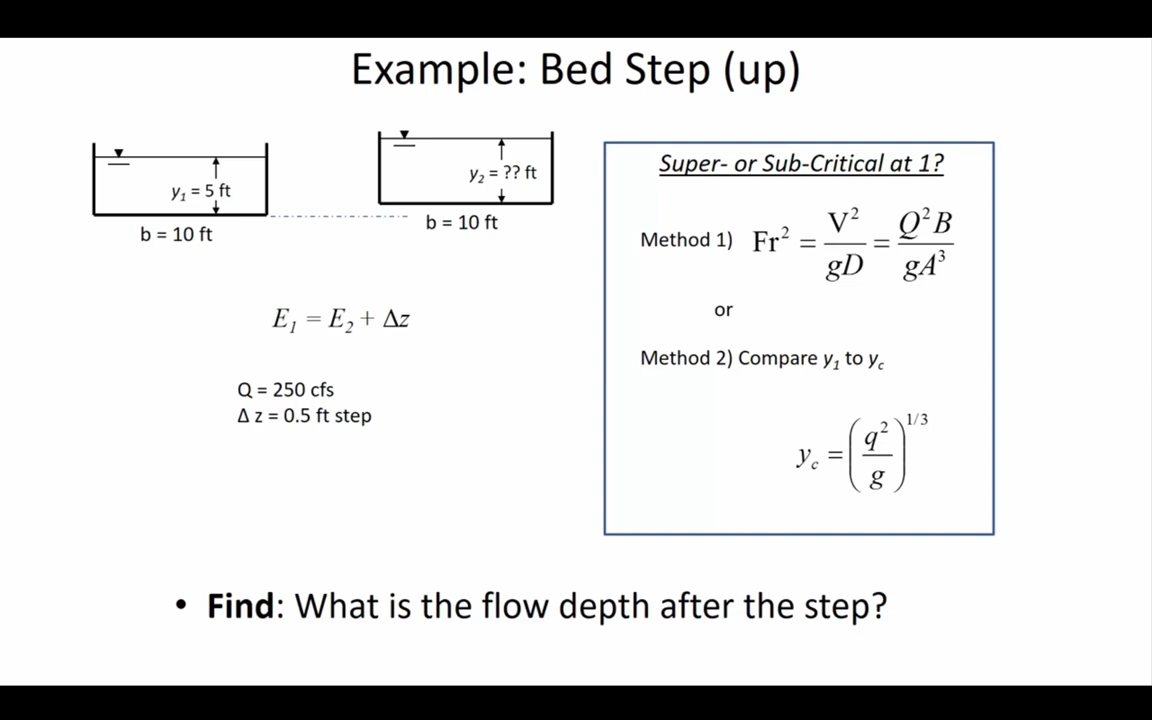 Example: Bed Step (up)
y₁ = 5 ft
b = 10 ft
y₂ = ?? ft
b = 10 ft
E₁ = E₂ + Δz
Q = 250 cfs
Δ z = 0.5 ft step
Super- or Sub-Critical at 1?
Method 1) Fr² = V²/gD = Q²B/gA³
or
Method 2) Compare y₁ to y_c
y_c = (q²/g)^1/3
• Find: What is the flow depth after the step?